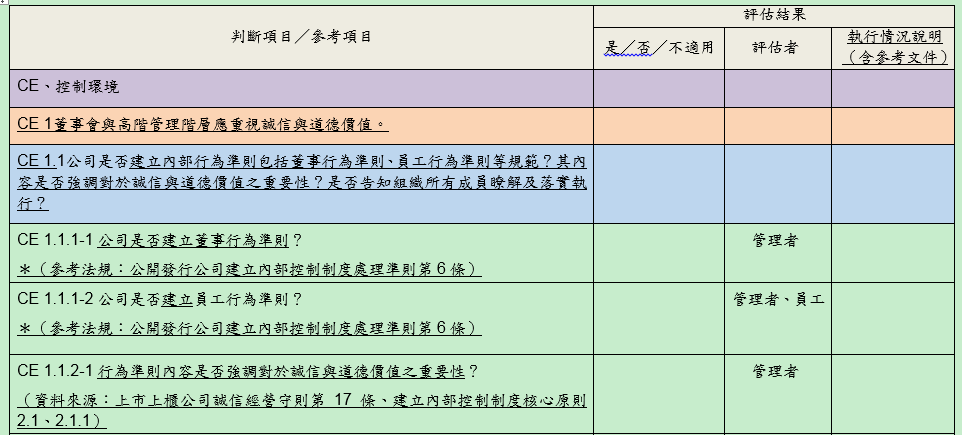 判斷項目／參考項目
評估結果
是／否／不適用
評估者
執行情況說明
（含參考文件）
CE、控制環境
CE 1董事會與高階管理階層應重視誠信與道德價值。
CE 1.1公司是否建立內部行為準則包括董事行為準則、員工行為準則等規範？其內
容是否強調對於誠信與道德價值之重要性？是否告知組織所有成員瞭解及落實執
行？
CE 1.1.1-1 公司是否建立董事行為準則？
管理者
＊（參考法規：公開發行公司建立內部控制制度處理準則第 6 條）
CE 1.1.1-2 公司是否建立員工行為準則？
管理者、員工
＊（參考法規：公開發行公司建立內部控制制度處理準則第 6 條）
CE 1.1.2-1 行為準則內容是否強調對於誠信與道德價值之重要性？
管理者
（資料來源：上市上櫃公司誠信經營守則第 17 條、建立內部控制制度核心原則
2.1、2.1.1）